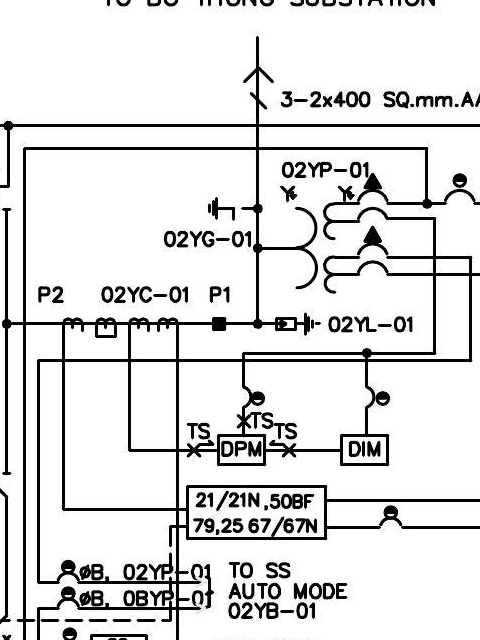 TO BO THONG SUBSTATION
3-2x400 SQ.mm.AA
02YP-01
02YG-01
P2 02YC-01 P1
02YL-01
TS TS TS
DPM DIM
21/21N,50BF
79,25 67/67N
ØB, 02YP-01 TO SS
AUTO MODE
ØB, 0BYP-01
02YB-01